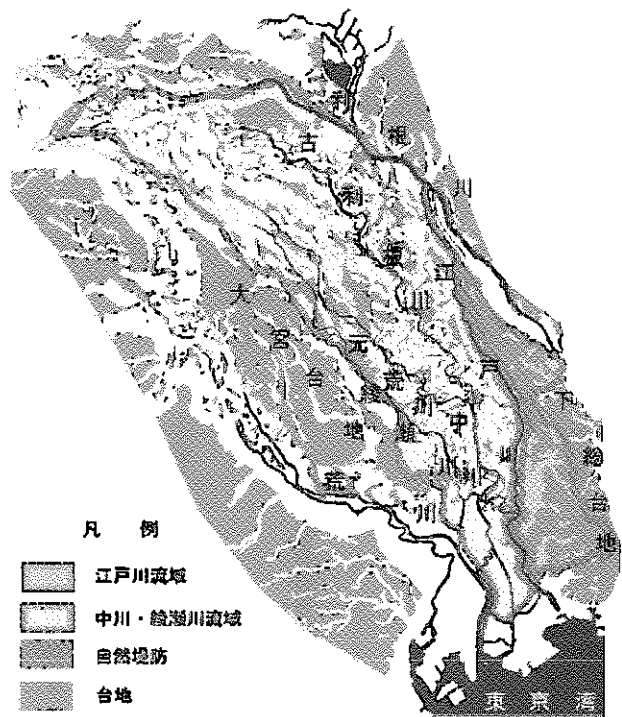 利根川
古利根川
江戸川
大宮台地
元荒川
綾瀬川
中川
荒川
下総台地
凡 例
江戸川流域
中川・綾瀬川流域
自然堤防
台地
東京湾